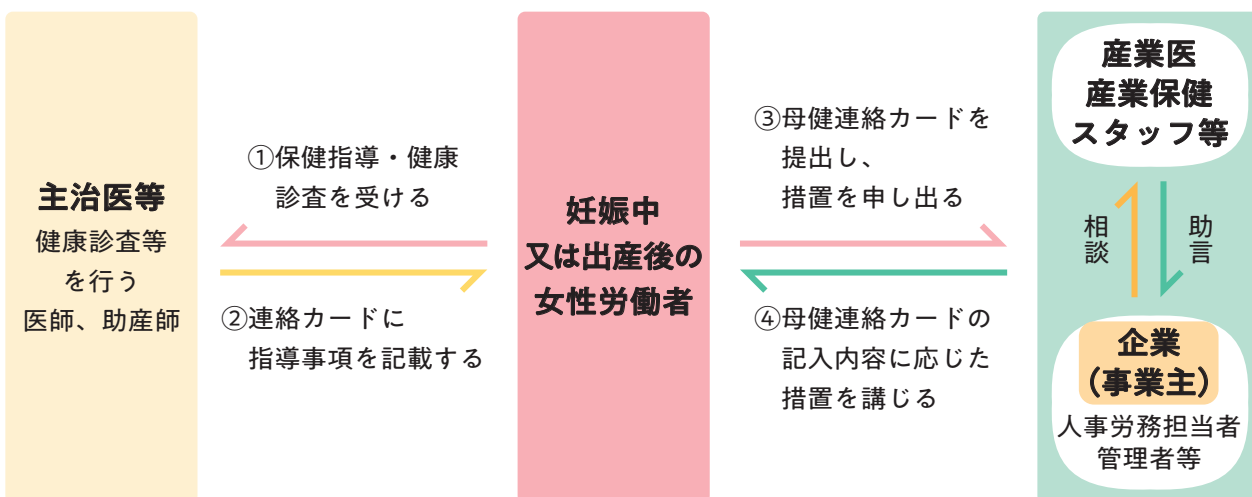 主治医等
健康診査等
を行う
医師、助産師
①保健指導・健康
診査を受ける
②連絡カードに
指導事項を記載する
妊娠中
又は出産後の
女性労働者
③母健連絡カードを
提出し、
措置を申し出る
④母健連絡カードの
記入内容に応じた
措置を講じる
産業医
産業保健
スタッフ等
相談
助言
企業
(事業主)
人事労務担当者
管理者等